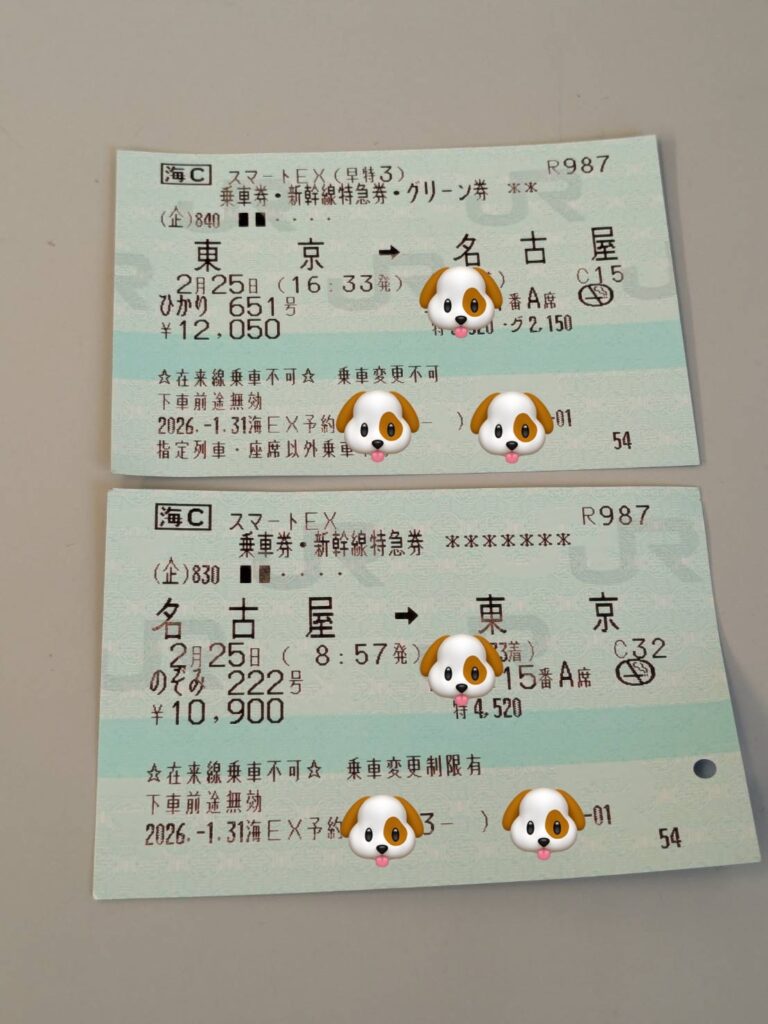 海C スマートEX(早特3) R987
乗車券・新幹線特急券・グリーン券 **
(企)840 ■■・・・・
東京 ➡ 名古屋
2月25日 (16:33発) C15
ひかり 651号 番A席
¥12,050 ・グ2,150
☆在来線乗車不可☆ 乗車変更不可
下車前途無効
2026.-1.31海EX予約 ) -01
指定列車・座席以外乗車 54
海C スマートEX R987
乗車券・新幹線特急券 *******
(企)830 ■■・・・・
名古屋 ➡ 東京
2月25日 ( 8:57発) 着) C32
のぞみ 222号 15番A席
¥10,900 特4,520
☆在来線乗車不可☆ 乗車変更制限有
下車前途無効
2026.-1.31海EX予約 3- ) -01
54